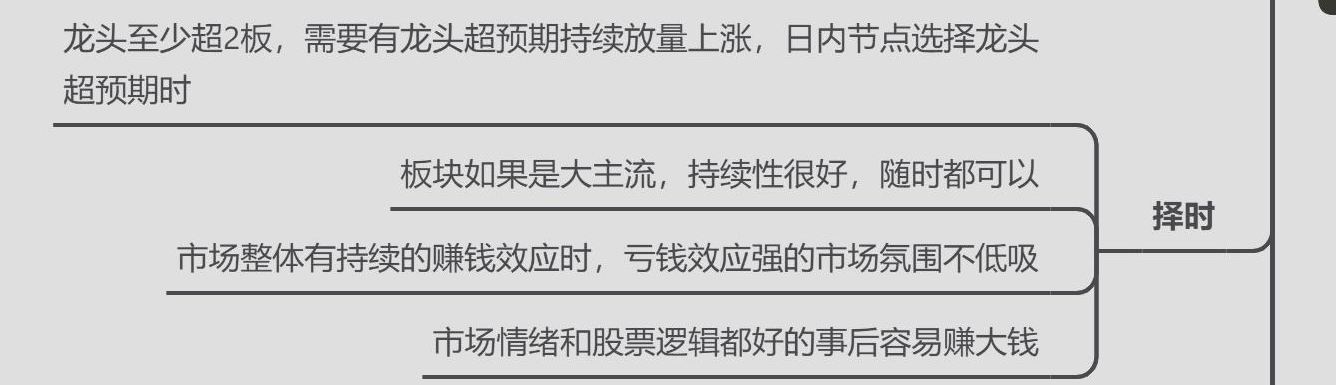 龙头至少超2板，需要有龙头超预期持续放量上涨，日内节点选择龙头
超预期时
板块如果是大主流，持续性很好，随时都可以
择时
市场整体有持续的赚钱效应时，亏钱效应强的市场氛围不低吸
市场情绪和股票逻辑都好的事后容易赚大钱